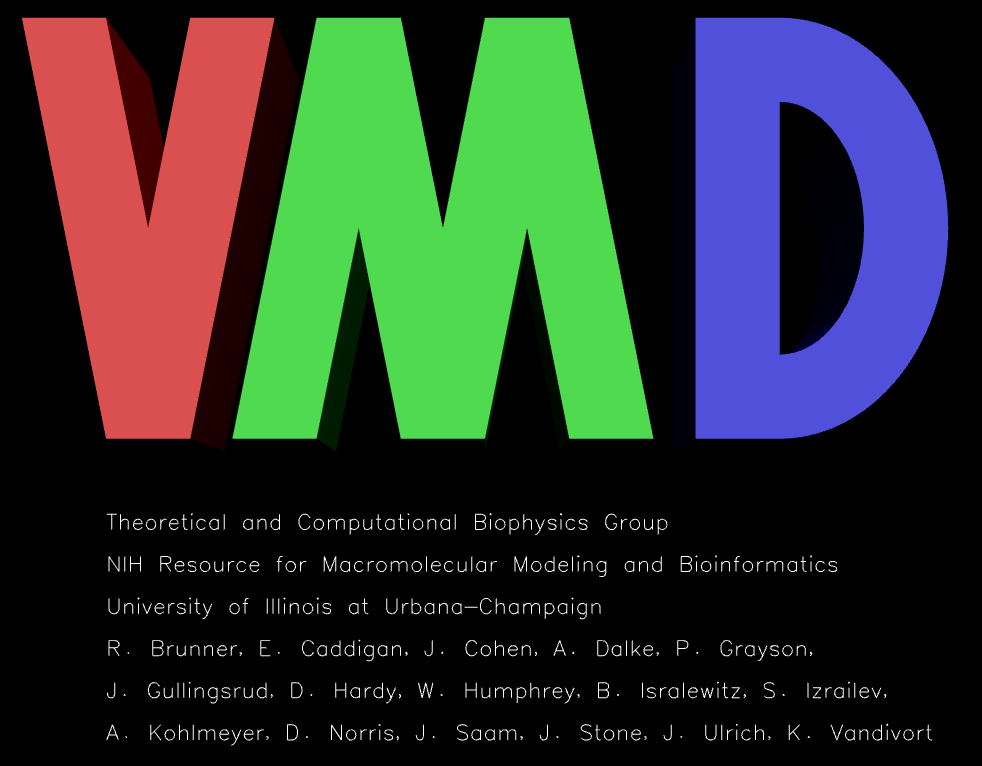 VMD
Theoretical and Computational Biophysics Group
NIH Resource for Macromolecular Modeling and Bioinformatics
University of Illinois at Urbana-Champaign
R. Brunner, E. Caddigan, J. Cohen, A. Dalke, P. Grayson,
J. Gullingsrud, D. Hardy, W. Humphrey, B. Isralewitz, S. Izrailev,
A. Kohlmeyer, D. Norris, J. Saam, J. Stone, J. Ulrich, K. Vandivort